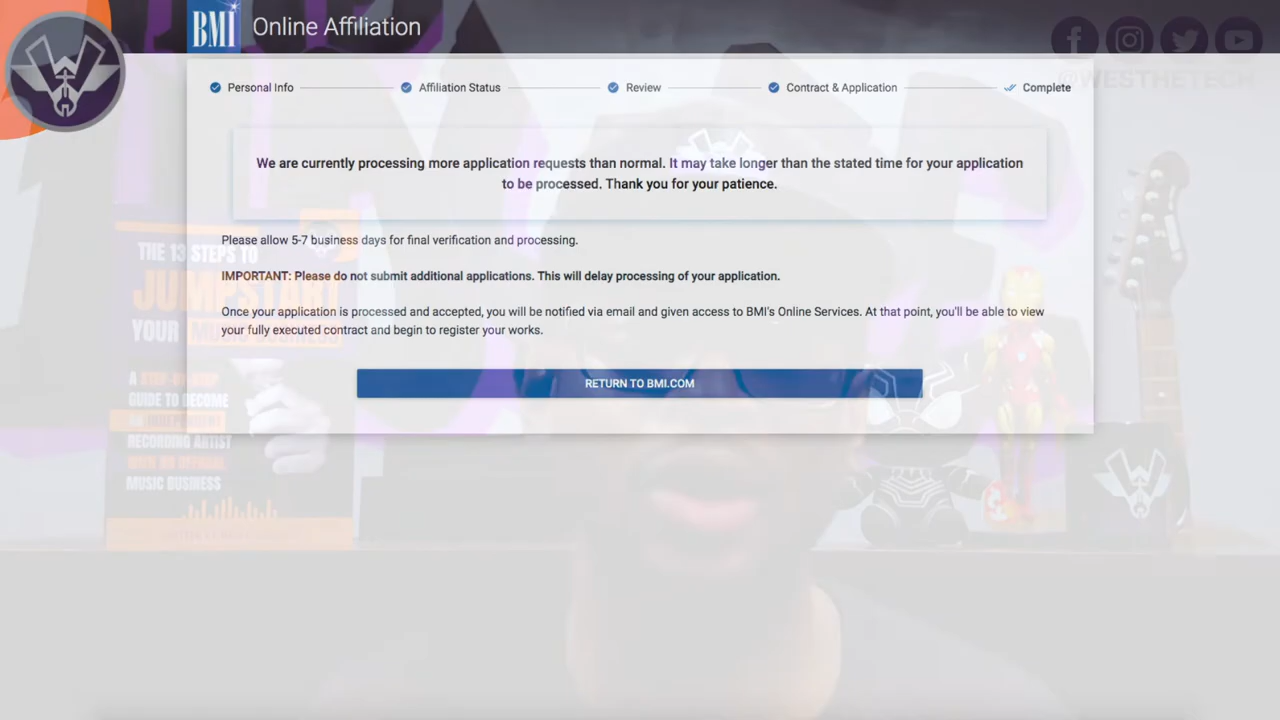 BMI Online Affiliation
@WESTHETECH
Personal Info Affiliation Status Review Contract & Application Complete
We are currently processing more application requests than normal. It may take longer than the stated time for your application
to be processed. Thank you for your patience.
Please allow 5-7 business days for final verification and processing.
IMPORTANT: Please do not submit additional applications. This will delay processing of your application.
Once your application is processed and accepted, you will be notified via email and given access to BMI's Online Services. At that point, you'll be able to view
your fully executed contract and begin to register your works.
RETURN TO BMI.COM
THE 13 STEPS TO
JUMPSTART
YOUR MUSIC BUSINESS
A STEP-BY-STEP
GUIDE TO BECOME
AN INDEPENDENT
RECORDING ARTIST
MUSIC BUSINESS
ty